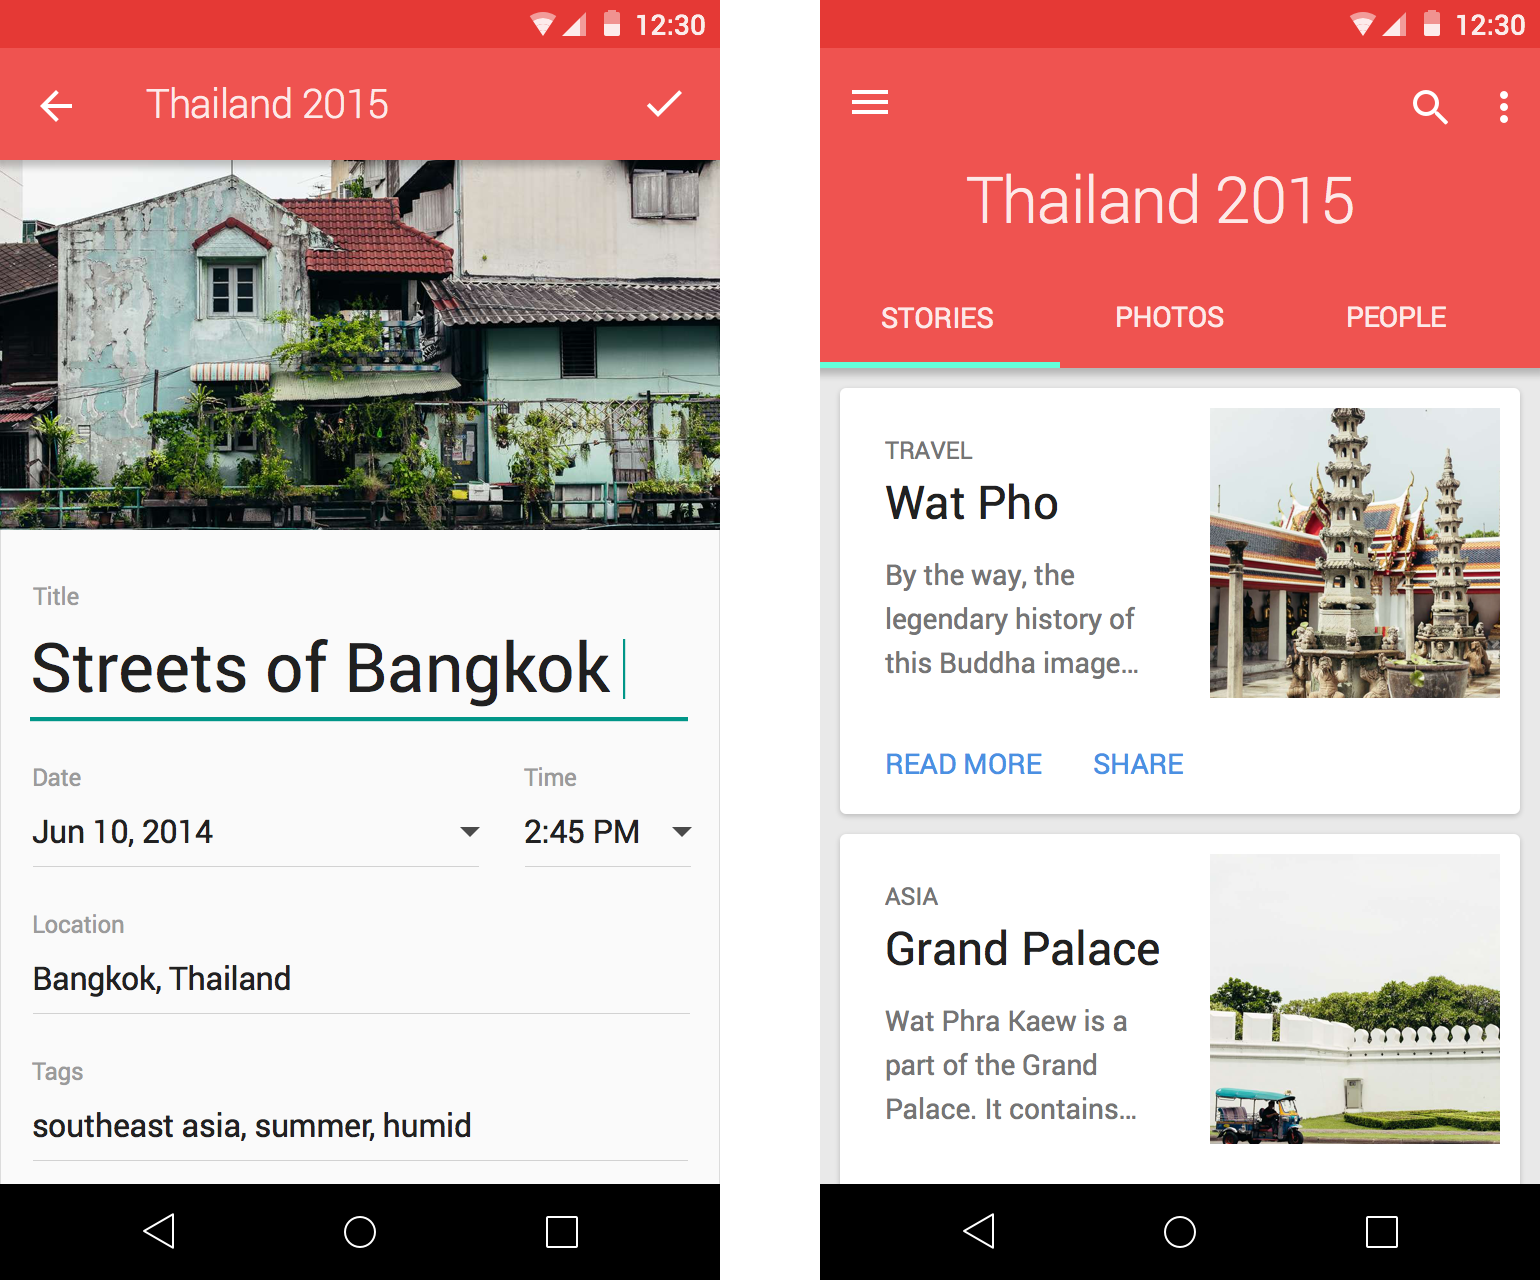 12:30
Thailand 2015
Title
Streets of Bangkok
Date
Time
Jun 10, 2014
2:45 PM
Location
Bangkok, Thailand
Tags
southeast asia, summer, humid
12:30
Thailand 2015
STORIES
PHOTOS
PEOPLE
TRAVEL
Wat Pho
By the way, the
legendary history of
this Buddha image…
READ MORE
SHARE
ASIA
Grand Palace
Wat Phra Kaew is a
part of the Grand
Palace. It contains…